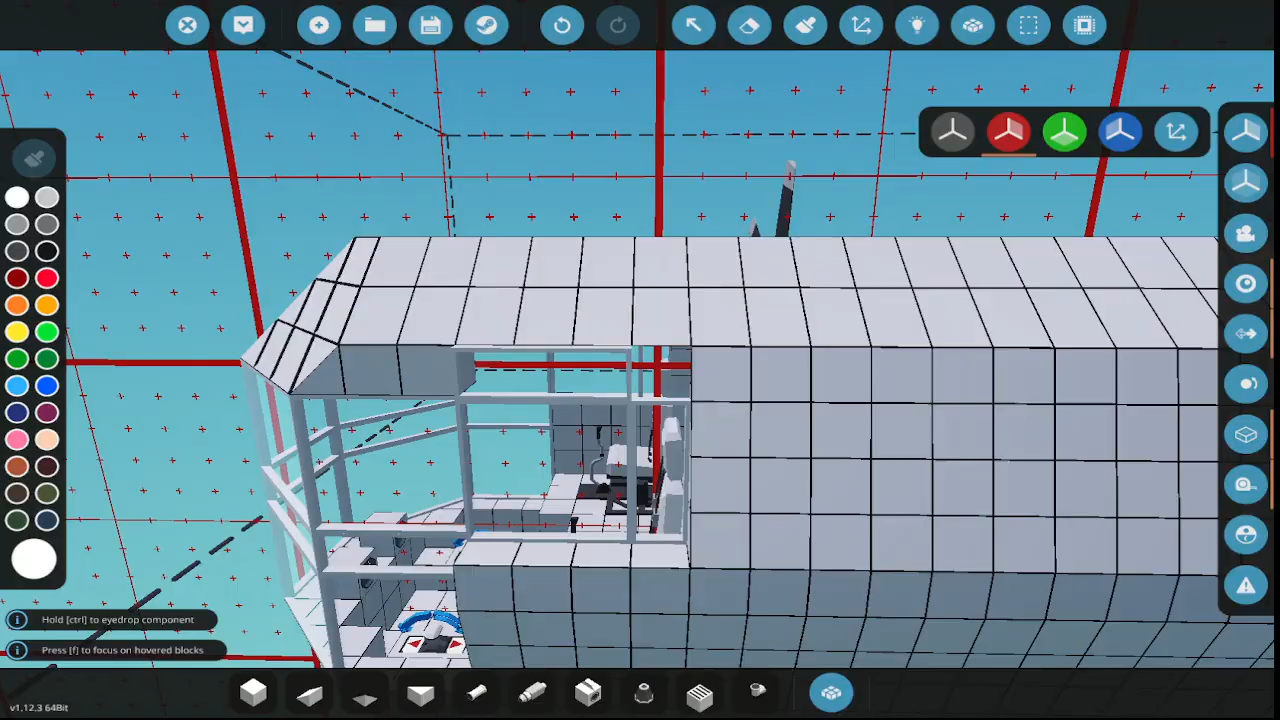 Hold [ctrl] to eyedrop component
Press [f] to focus on hovered blocks
v1.12.3 64Bit